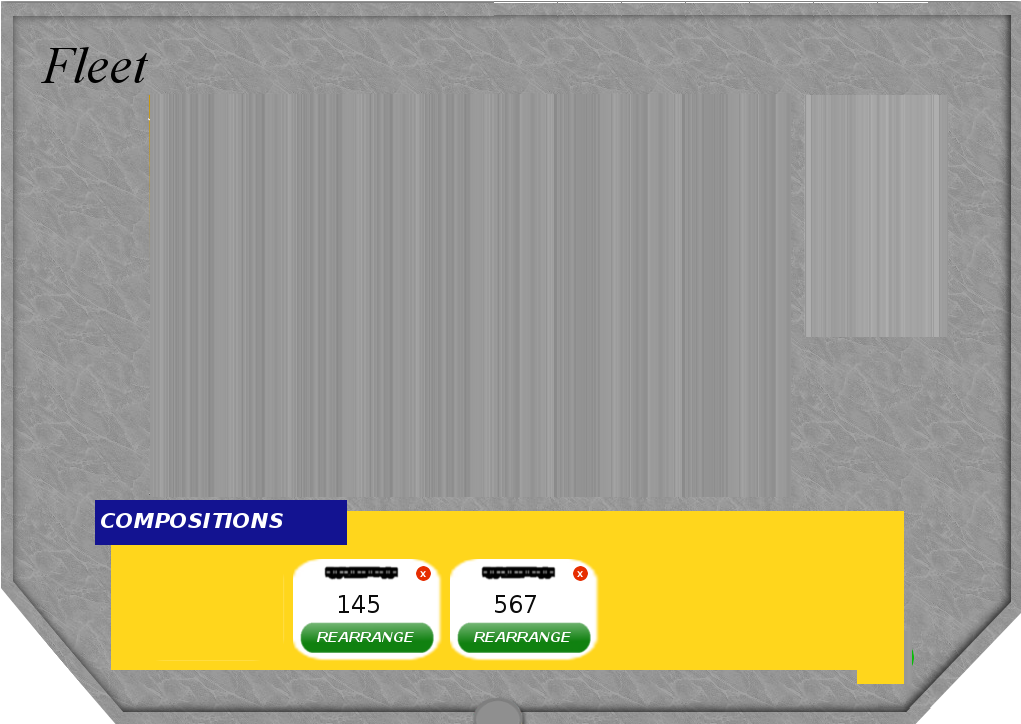 Fleet
COMPOSITIONS
x
x
145
567
REARRANGE
REARRANGE